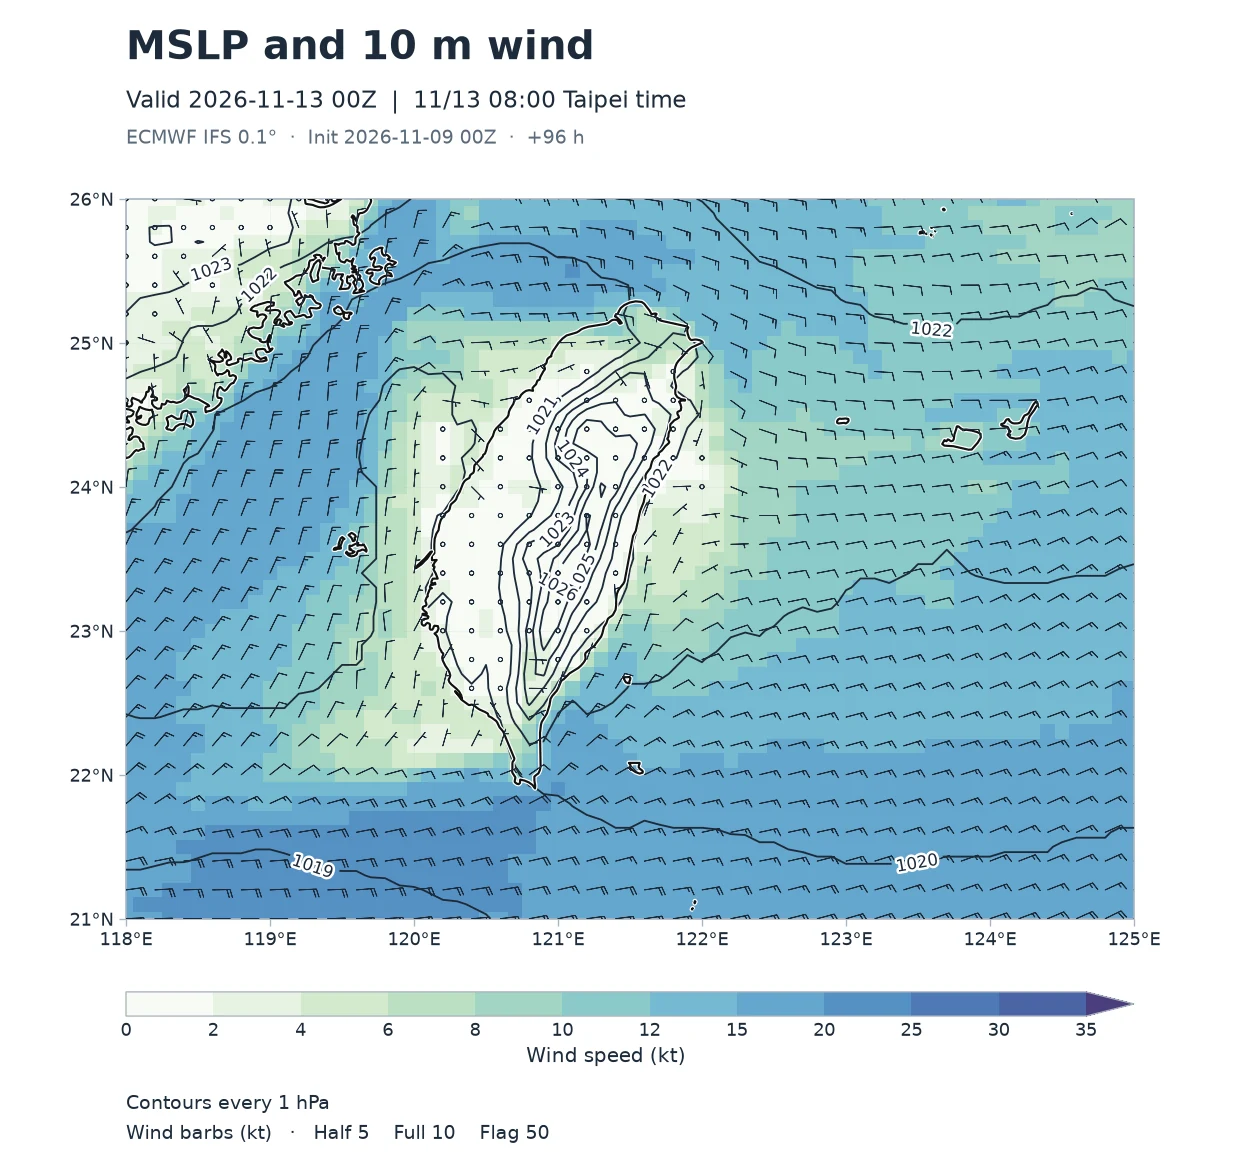 MSLP and 10 m wind
Valid 2026-11-13 00Z | 11/13 08:00 Taipei time
ECMWF IFS 0.1° · Init 2026-11-09 00Z · +96 h
26°N
25°N
24°N
23°N
22°N
21°N
1023
1022
1022
1021
1024
1022
1023
1025
1026
1019
1020
118°E 119°E 120°E 121°E 122°E 123°E 124°E 125°E
0 2 4 6 8 10 12 15 20 25 30 35
Wind speed (kt)
Contours every 1 hPa
Wind barbs (kt) · Half 5 Full 10 Flag 50